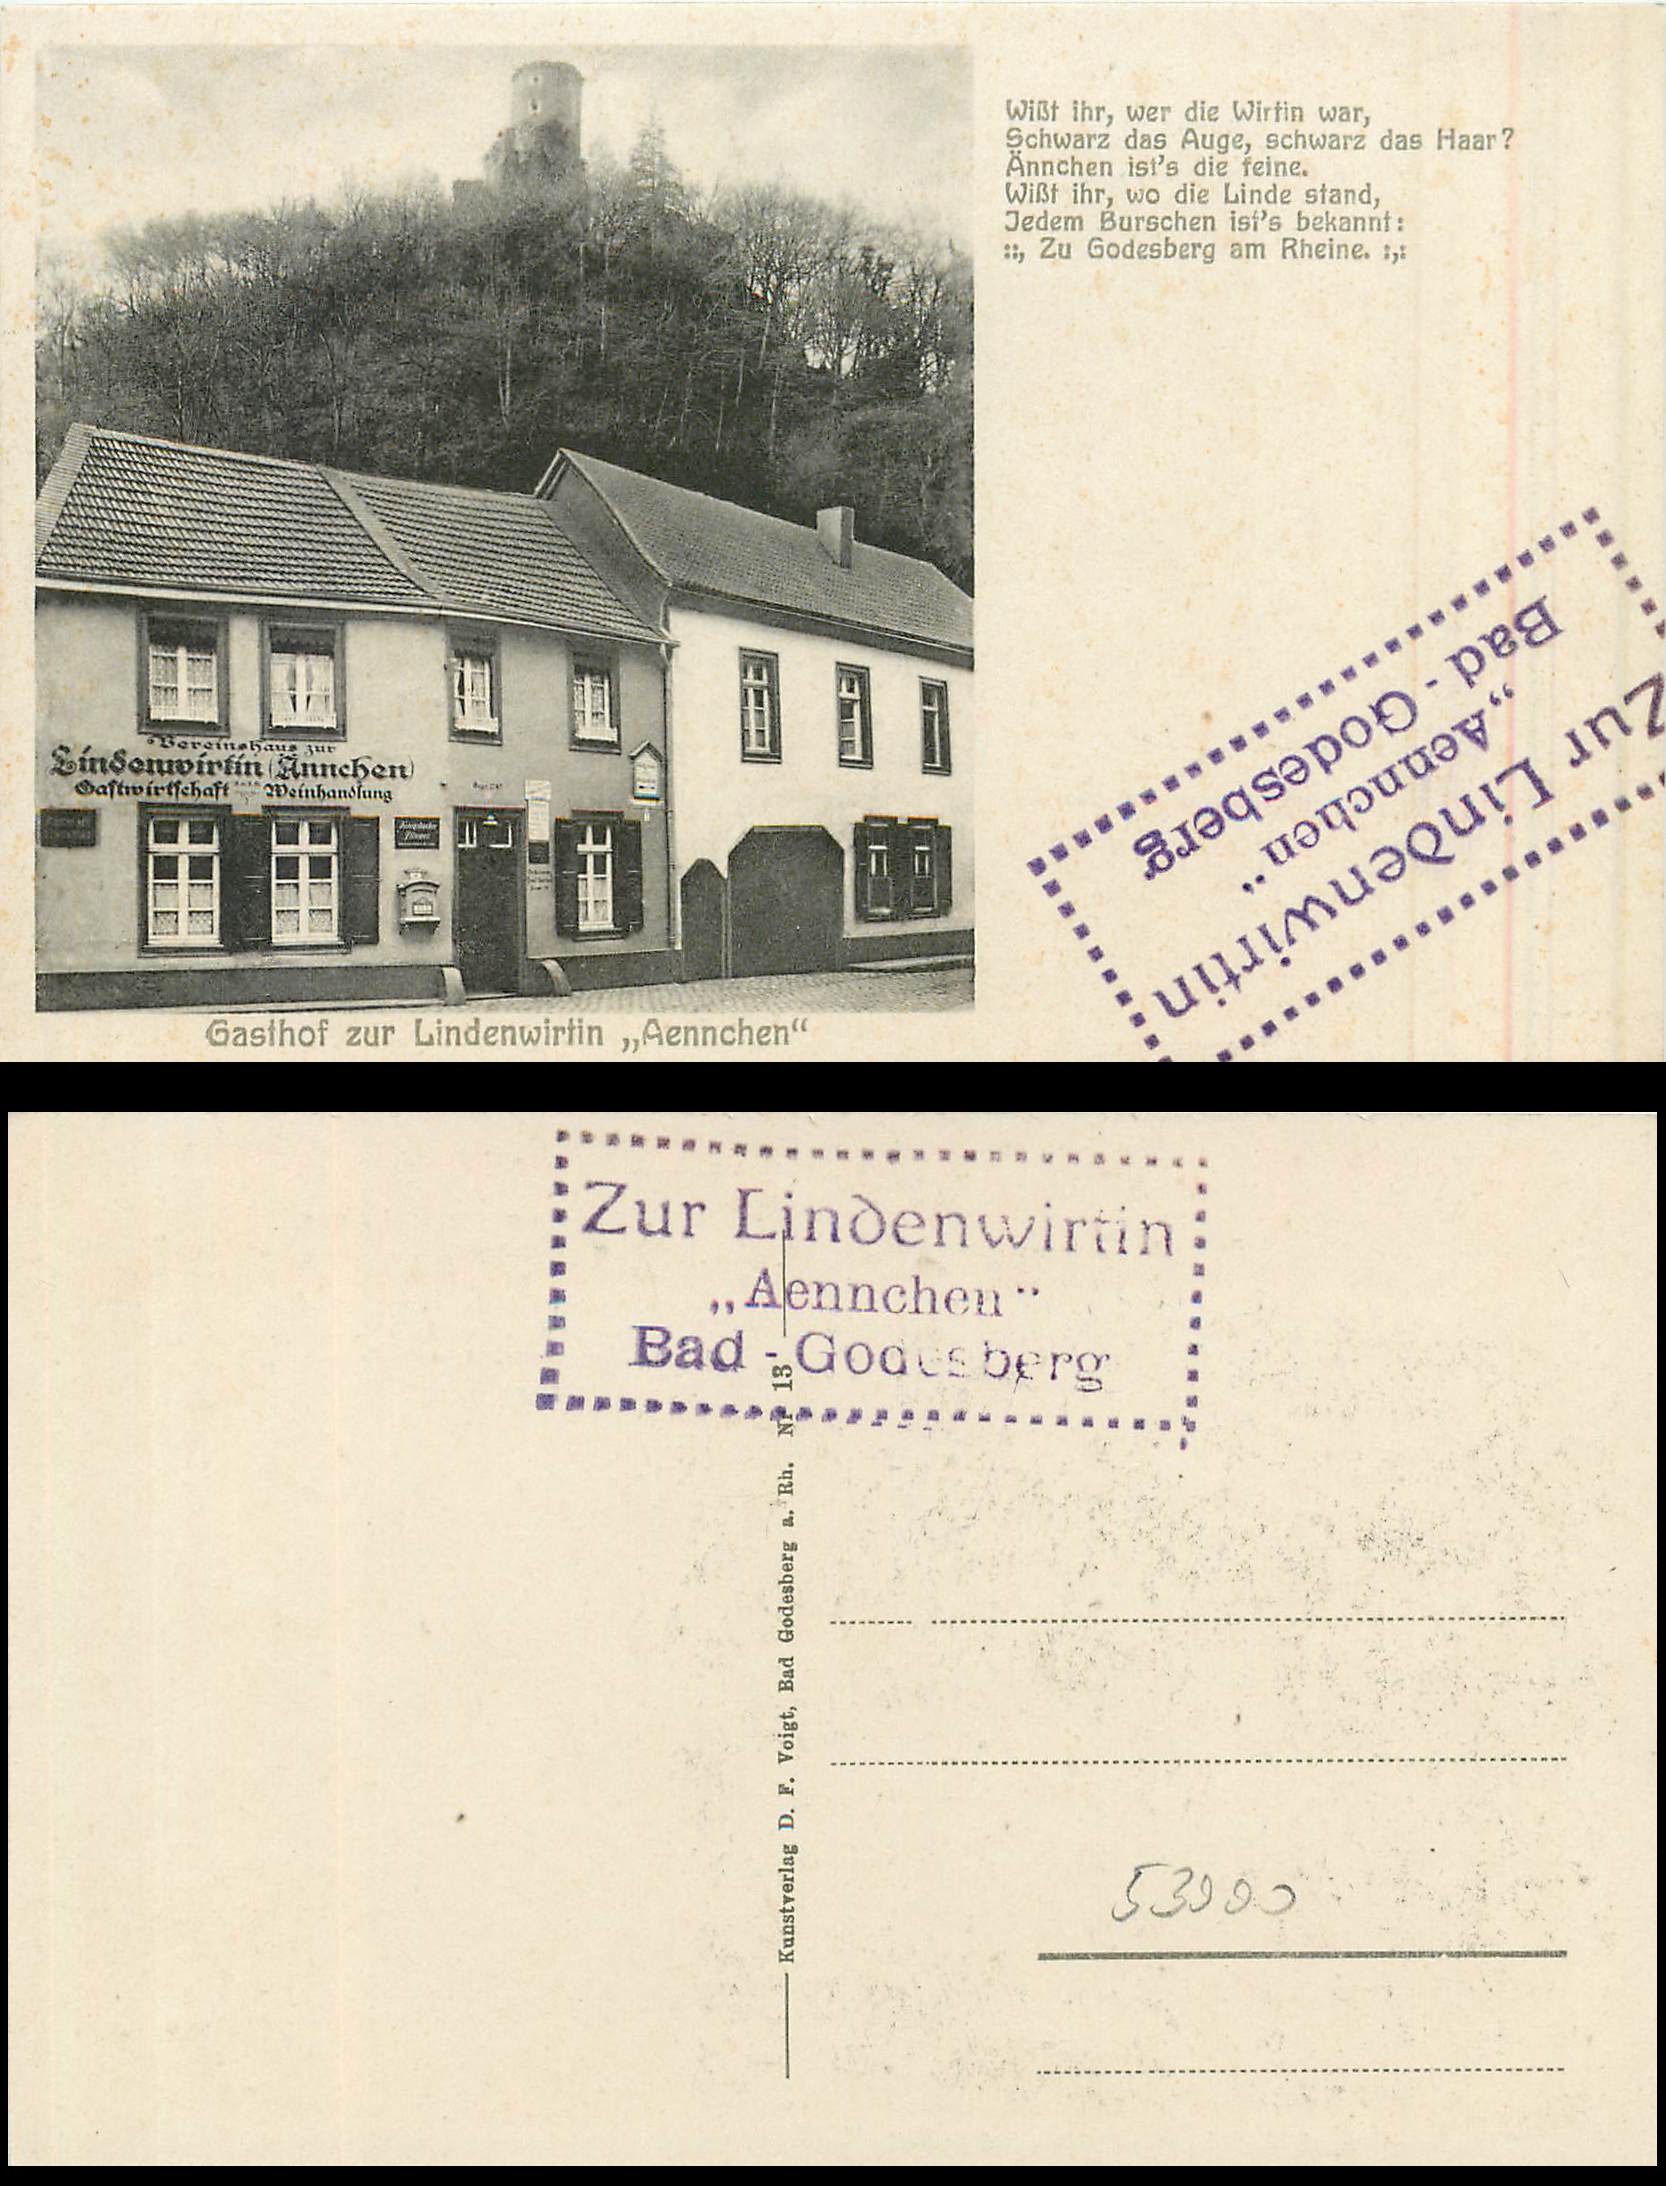 Wißt ihr, wer die Wirtin war,
Schwarz das Auge, schwarz das Haar?
Ännchen ist's die feine.
Wißt ihr, wo die Linde stand,
Jedem Burschen ist's bekannt:
::, Zu Godesberg am Rheine. :,:
Vereinshaus zur
Lindenwirtin (Ännchen)
Gastwirtschaft Weinhandlung
Gasthof zur Lindenwirtin „Aennchen“
Zur Lindenwirtin
„Aennchen“
Bad - Godesberg
Zur Lindenwirtin
„Aennchen“
Bad - Godesberg
Kunstverlag D. F. Voigt, Bad Godesberg a. Rh. Nr 13